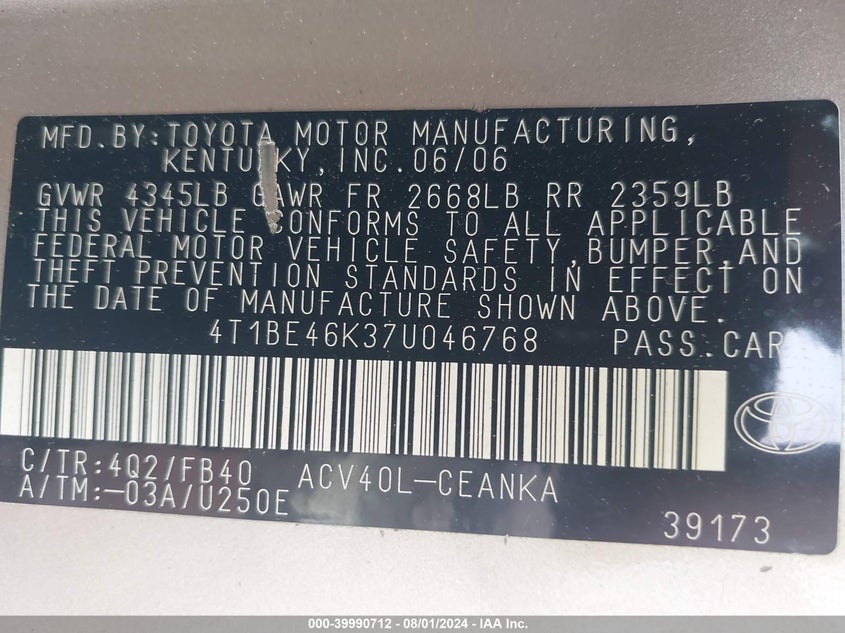 MFD. BY: TOYOTA MOTOR MANUFACTURING,
KENTUCKY, INC. 06/06
GVWR 4345LB GAWR FR 2668LB RR 2359LB
THIS VEHICLE CONFORMS TO ALL APPLICABLE
FEDERAL MOTOR VEHICLE SAFETY, BUMPER, AND
THEFT PREVENTION STANDARDS IN EFFECT ON
THE DATE OF MANUFACTURE SHOWN ABOVE.
4T1BE46K37U046768 PASS. CAR
C/TR: 4Q2/FB40 ACV40L-CEANKA
A/TM: -03A/U250E
39173
000-39990712 - 08/01/2024 - IAA Inc.